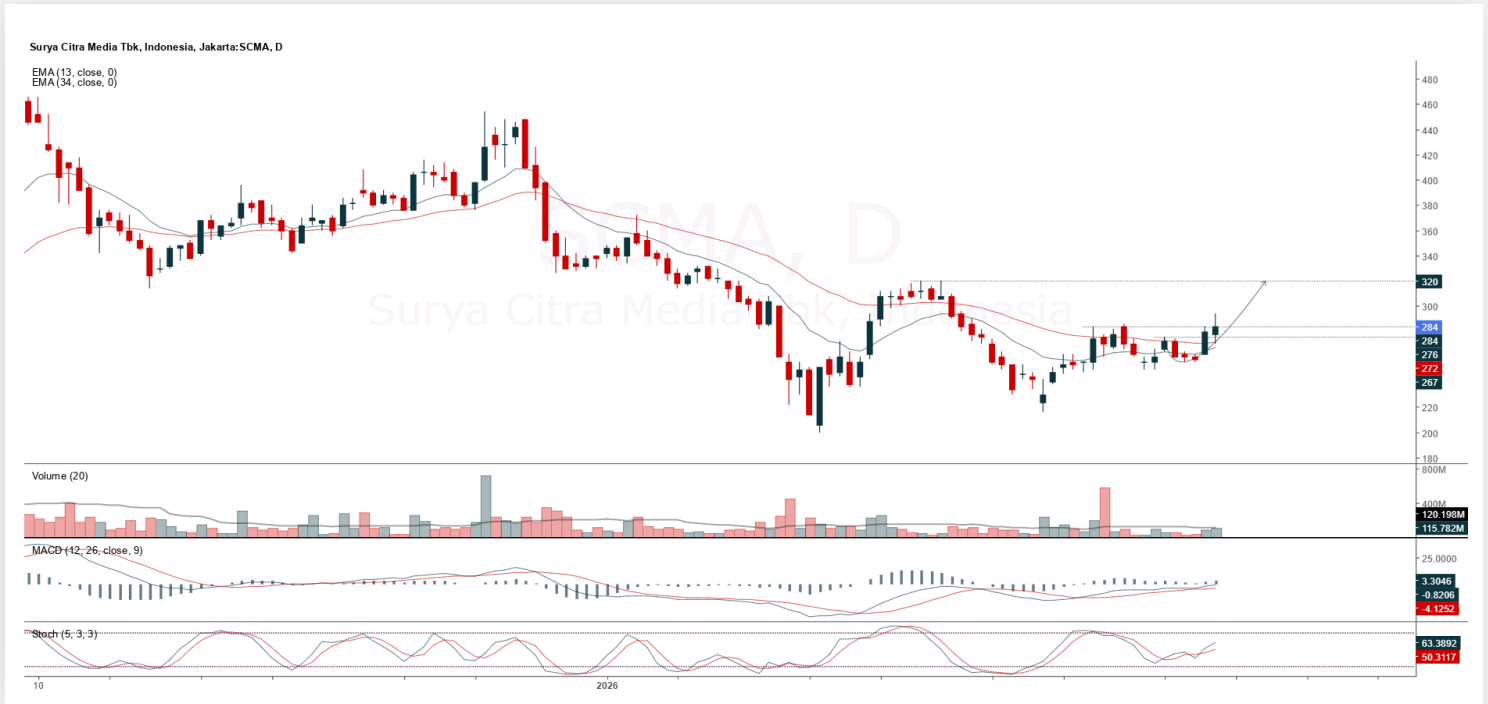 Surya Citra Media Tbk, Indonesia, Jakarta:SCMA, D
EMA (13, close, 0)
EMA (34, close, 0)
SCMA, D
Surya Citra Media Tbk, Indonesia
480
460
440
420
400
380
360
340
320
300
284
284
276
272
267
220
200
180
Volume (20)
800M
400M
120.198M
115.782M
MACD (12, 26, close, 9)
25.0000
3.3046
-0.8206
-4.1252
Stoch (5, 3, 3)
63.3892
50.3117
10
2026